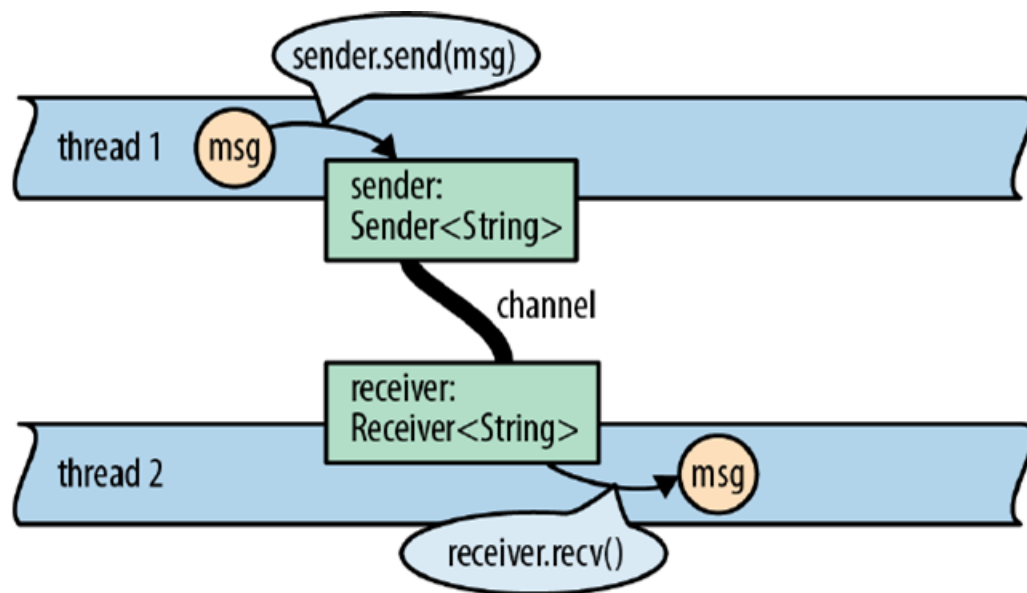 sender.send(msg)
thread 1
msg
sender:
Sender<String>
channel
receiver:
Receiver<String>
thread 2
msg
receiver.recv()